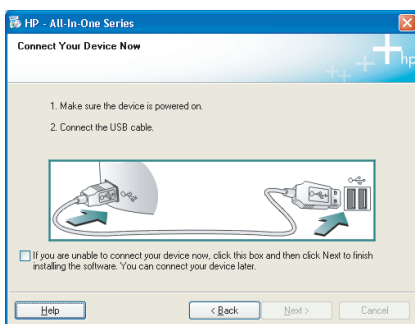 HP - All-In-One Series
Connect Your Device Now
hp
1. Make sure the device is powered on.
2. Connect the USB cable.
If you are unable to connect your device now, click this box and then click Next to finish
installing the software. You can connect your device later.
Help
< Back
Next >
Cancel